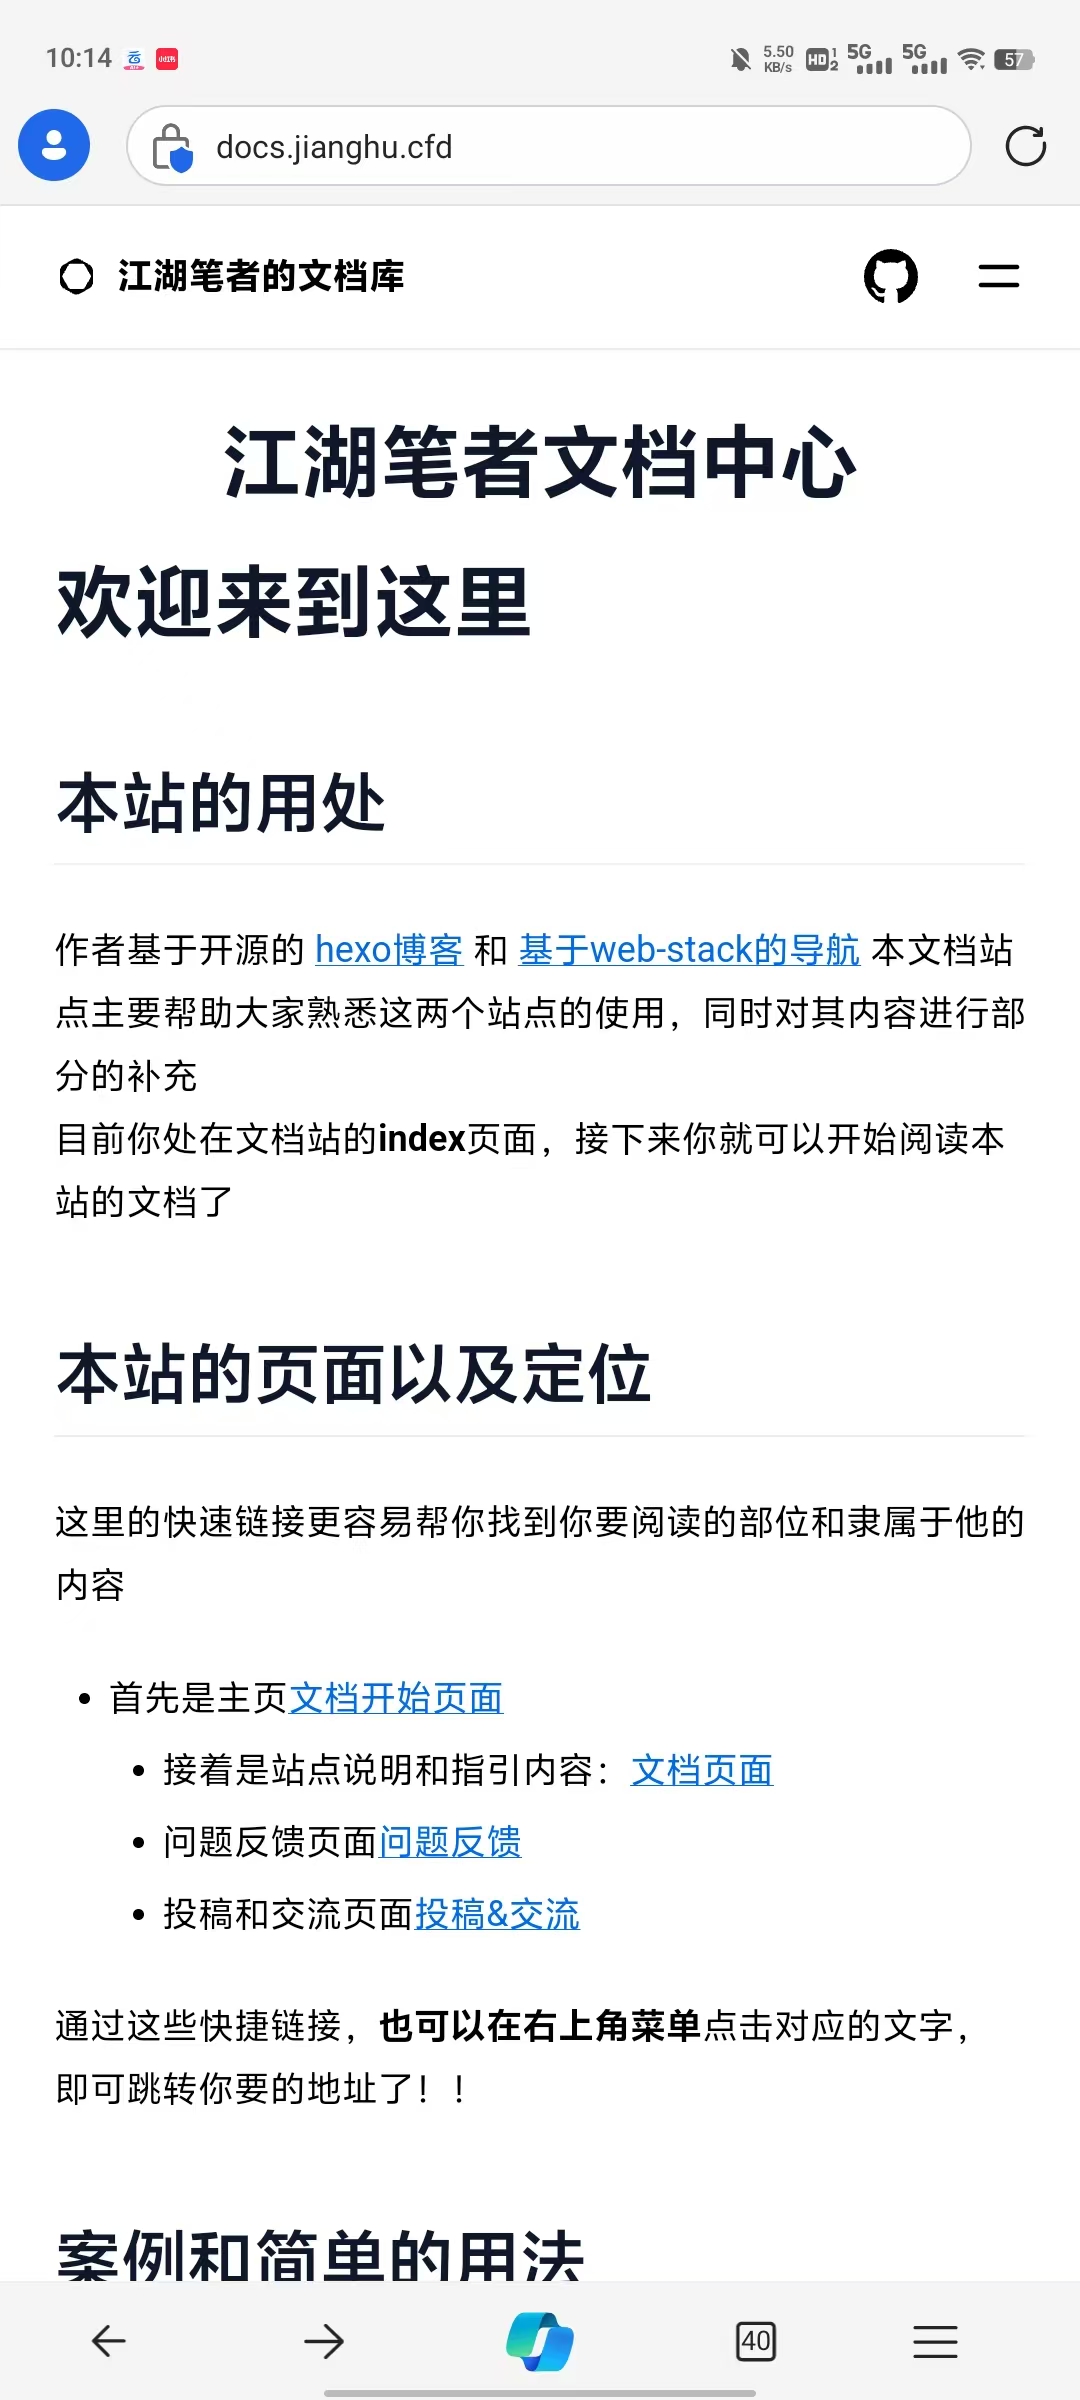 10:14
5.50
KB/s
HD 1 2
5G
5G
57
docs.jianghu.cfd
江湖笔者的文档库
江湖笔者文档中心
欢迎来到这里
本站的用处
作者基于开源的 hexo博客 和 基于web-stack的导航 本文档站
点主要帮助大家熟悉这两个站点的使用，同时对其内容进行部
分的补充
目前你处在文档站的index页面，接下来你就可以开始阅读本
站的文档了
本站的页面以及定位
这里的快速链接更容易帮你找到你要阅读的部位和隶属于他的
内容
首先是主页文档开始页面
接着是站点说明和指引内容：文档页面
问题反馈页面问题反馈
投稿和交流页面投稿&交流
通过这些快捷链接，也可以在右上角菜单点击对应的文字，
即可跳转你要的地址了！！
案例和简单的用法
40